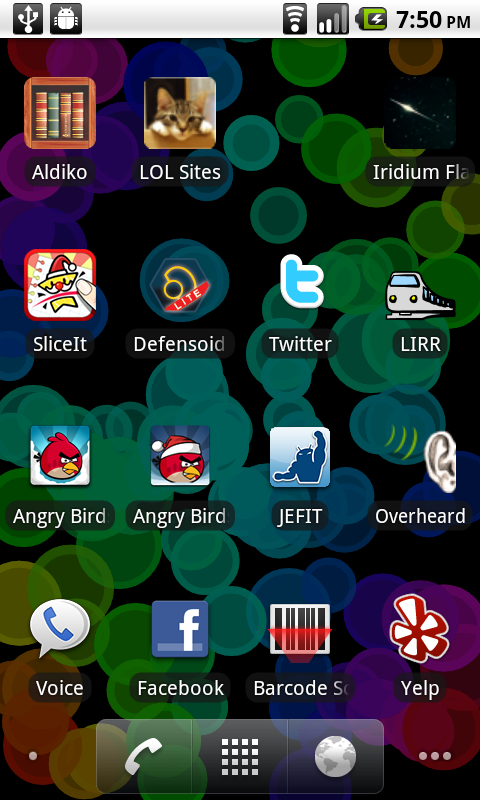 7:50 PM
Aldiko
LOL Sites
Iridium Fla
LITE
SliceIt
Defensoid
Twitter
LIRR
Angry Bird
Angry Bird
JEFIT
Overheard
Voice
Facebook
Barcode Sc
Yelp